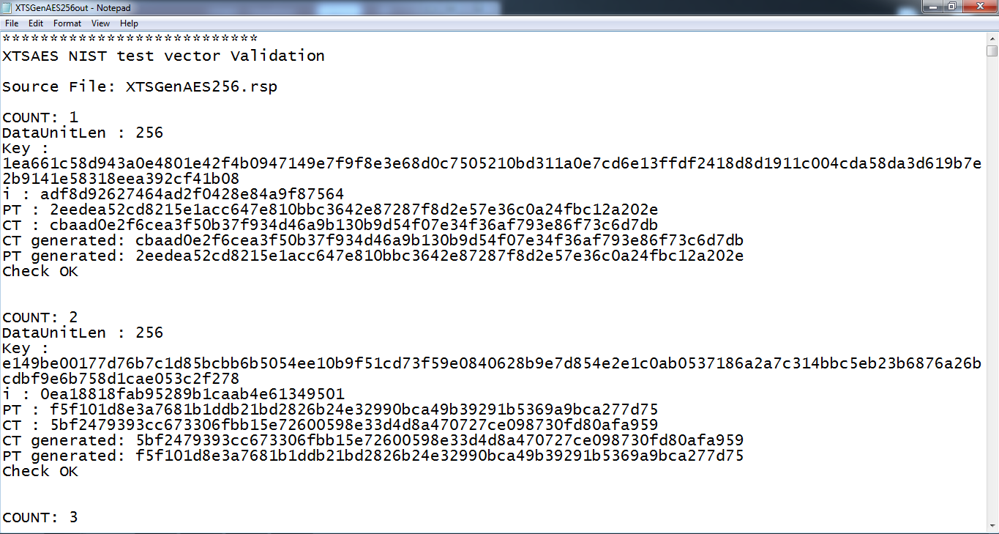 XTSGenAES256out - Notepad
File Edit Format View Help
***************************
XTSAES NIST test vector Validation
Source File: XTSGenAES256.rsp
COUNT: 1
DataUnitLen : 256
Key :
1ea661c58d943a0e4801e42f4b0947149e7f9f8e3e68d0c7505210bd311a0e7cd6e13ffdf2418d8d1911c004cda58da3d619b7e
2b9141e58318eea392cf41b08
i : adf8d92627464ad2f0428e84a9f87564
PT : 2eedea52cd8215e1acc647e810bbc3642e87287f8d2e57e36c0a24fbc12a202e
CT : cbaad0e2f6cea3f50b37f934d46a9b130b9d54f07e34f36af793e86f73c6d7db
CT generated: cbaad0e2f6cea3f50b37f934d46a9b130b9d54f07e34f36af793e86f73c6d7db
PT generated: 2eedea52cd8215e1acc647e810bbc3642e87287f8d2e57e36c0a24fbc12a202e
Check OK
COUNT: 2
DataUnitLen : 256
Key :
e149be00177d76b7c1d85bcbb6b5054ee10b9f51cd73f59e0840628b9e7d854e2e1c0ab0537186a2a7c314bbc5eb23b6876a26b
cdbf9e6b758d1cae053c2f278
i : 0ea18818fab95289b1caab4e61349501
PT : f5f101d8e3a7681b1ddb21bd2826b24e32990bca49b39291b5369a9bca277d75
CT : 5bf2479393cc673306fbb15e72600598e33d4d8a470727ce098730fd80afa959
CT generated: 5bf2479393cc673306fbb15e72600598e33d4d8a470727ce098730fd80afa959
PT generated: f5f101d8e3a7681b1ddb21bd2826b24e32990bca49b39291b5369a9bca277d75
Check OK
COUNT: 3